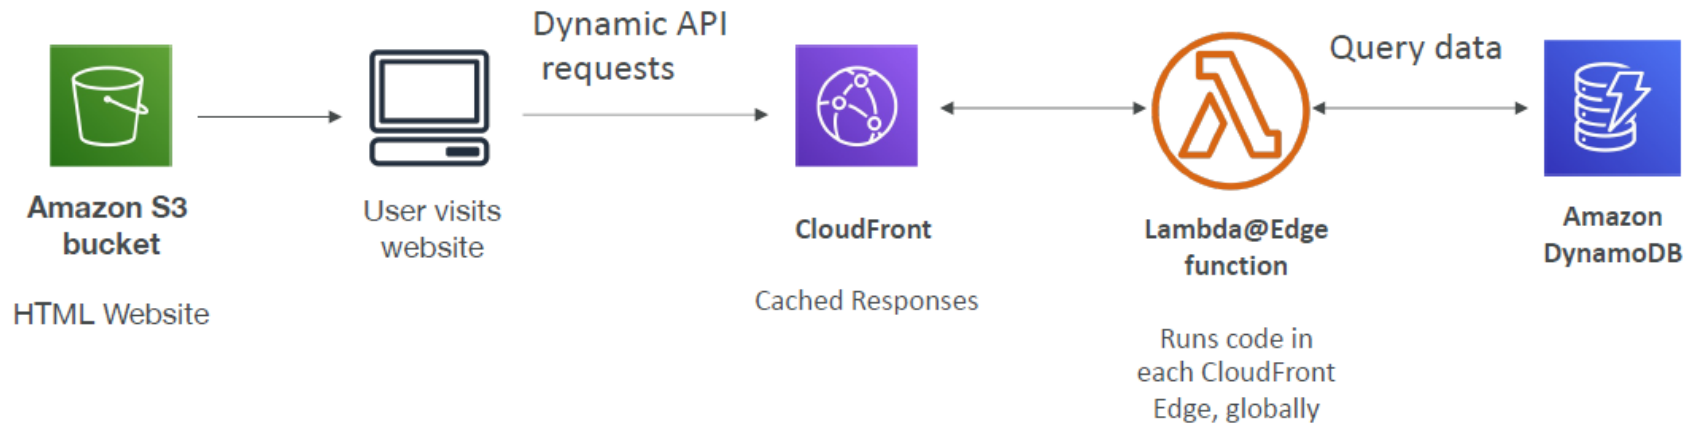 Amazon S3
bucket
HTML Website
User visits
website
Dynamic API
requests
CloudFront
Cached Responses
Lambda@Edge
function
Runs code in
each CloudFront
Edge, globally
Query data
Amazon
DynamoDB